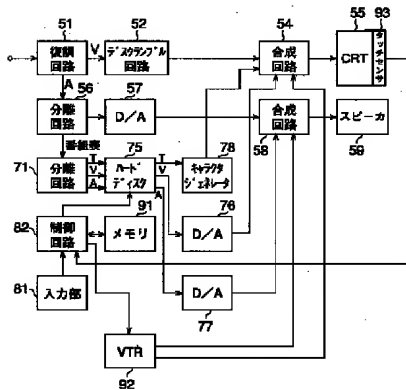 51
52
54
55
93
復調
回路
V
デスクランブル
回路
合成
回路
CRT
タッチセンサ
A
56
57
分離
回路
D/A
合成
回路
58
スピーカ
59
番組表
71
分離
回路
T
V
A
75
ハード
ディスク
T
V
A
78
キャラクタ
ジェネレータ
82
制御
回路
91
メモリ
76
D/A
81
入力部
D/A
77
VTR
92